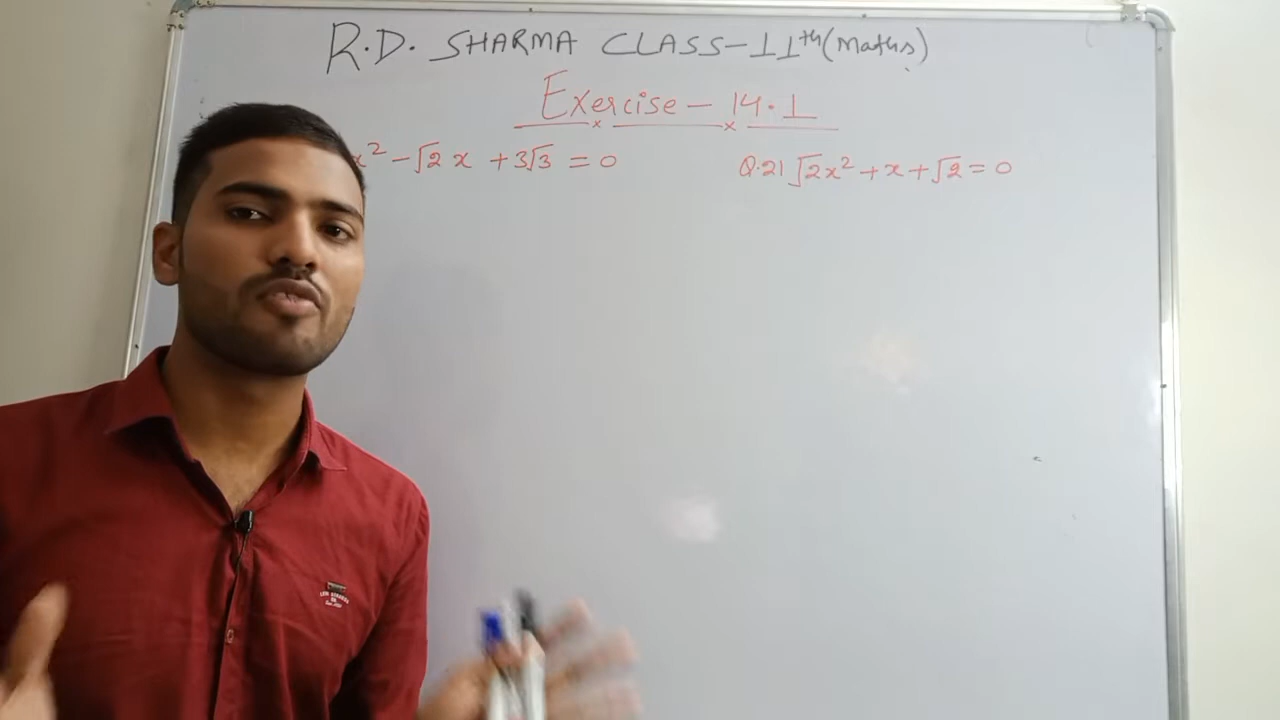 R.D. SHARMA CLASS-11th (Maths)
Exercise - 14.1
x² - √2 x + 3√3 = 0
Q.21 √2x² + x + √2 = 0